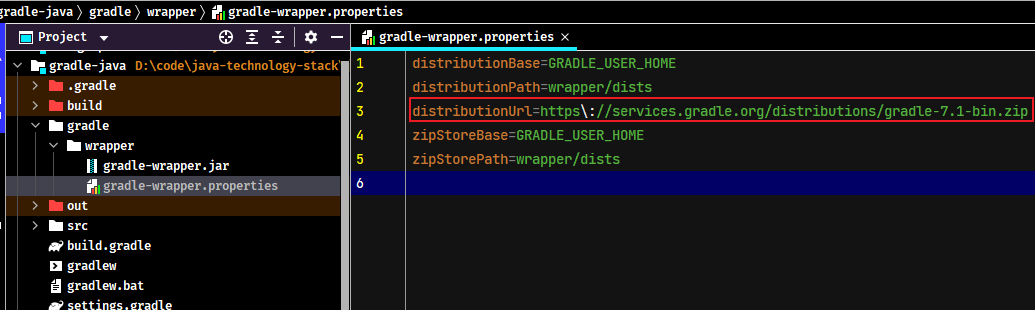 gradle-java 〉 gradle 〉 wrapper 〉 gradle-wrapper.properties
Project
gradle-java D:\code\java-technology-stack\
.gradle
build
gradle
wrapper
gradle-wrapper.jar
gradle-wrapper.properties
out
src
build.gradle
gradlew
gradlew.bat
settings.gradle
gradle-wrapper.properties ×
1 distributionBase=GRADLE_USER_HOME
2 distributionPath=wrapper/dists
3 distributionUrl=https\://services.gradle.org/distributions/gradle-7.1-bin.zip
4 zipStoreBase=GRADLE_USER_HOME
5 zipStorePath=wrapper/dists
6